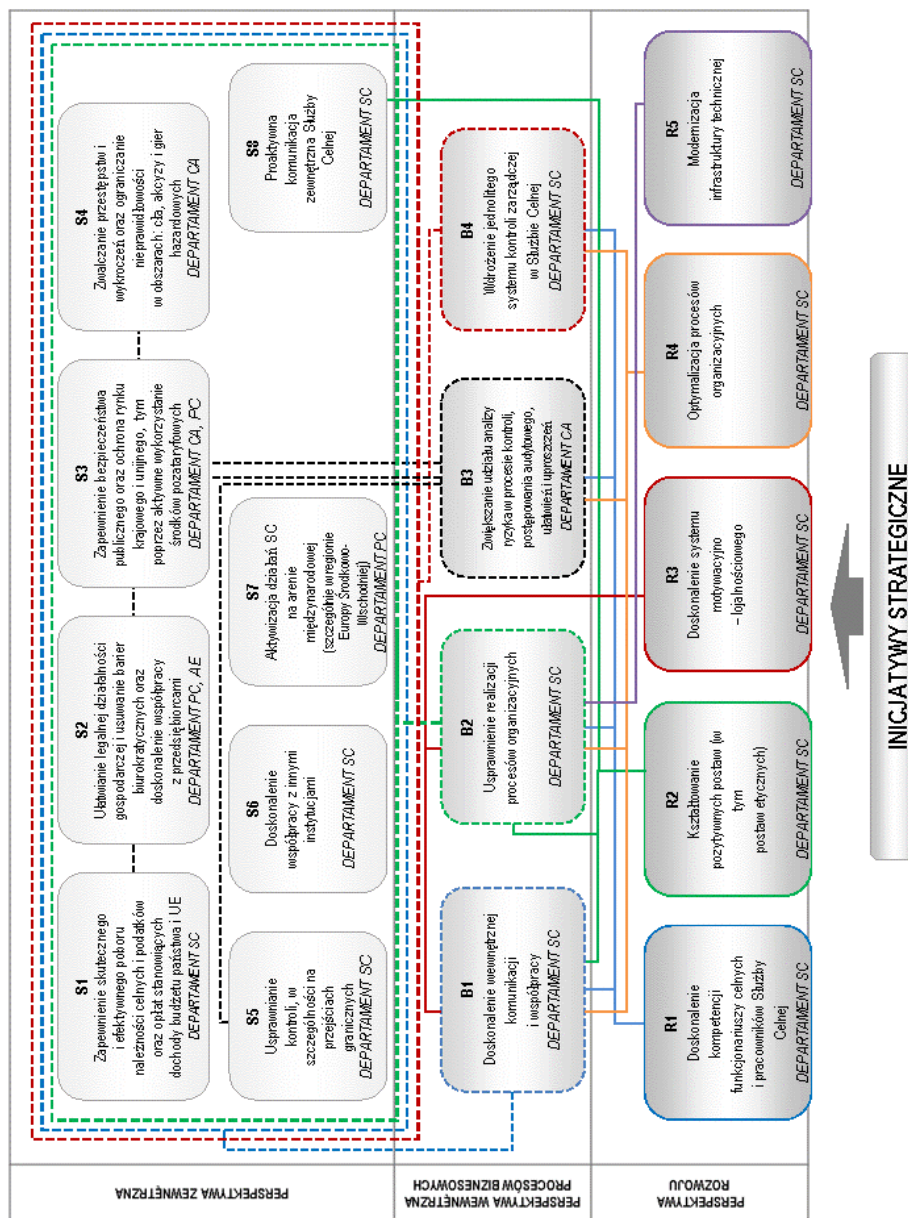 PERSPEKTYWA ZEWNĘTRZNA
S1
Zapewnienie skutecznego
i efektywnego poboru
należności celnych i podatków
oraz opłat stanowiących
dochody budżetu państwa i UE
DEPARTAMENT SC
S2
Ułatwianie legalnej działalności
gospodarczej i usuwanie barier
biurokratycznych oraz
doskonalenie współpracy
z przedsiębiorcami
DEPARTAMENT PC, AE
S3
Zapewnienie bezpieczeństwa
publicznego oraz ochrona rynku
krajowego i unijnego, tym
poprzez aktywne wykorzystanie
środków pozataryfowych
DEPARTAMENT CA, PC
S4
Zwalczanie przestępstw i
wykroczeń oraz ograniczanie
nieprawidłowości
w obszarach: cła, akcyzy i gier
hazardowych
DEPARTAMENT CA
S5
Usprawnianie
kontroli, w
szczególności na
przejściach
granicznych
DEPARTAMENT SC
S6
Doskonalenie
współpracy z innymi
instytucjami
DEPARTAMENT SC
S7
Aktywizacja działań SC
na arenie
międzynarodowej
(szczególnie w regionie
Europy Środkowo-
Wschodniej)
DEPARTAMENT PC
S8
Proaktywna
komunikacja
zewnętrzna Służby
Celnej
DEPARTAMENT SC
PERSPEKTYWA WEWNĘTRZNA
PROCESÓW BIZNESOWYCH
B1
Doskonalenie wewnętrznej
komunikacji
i współpracy
DEPARTAMENT SC
B2
Usprawnienie realizacji
procesów organizacyjnych
DEPARTAMENT SC
B3
Zwiększanie udziału analizy
ryzyka w procesie kontroli,
postępowania audytowego,
ułatwień i uproszczeń
DEPARTAMENT CA
B4
Wdrożenie jednolitego
systemu kontroli zarządczej
w Służbie Celnej
DEPARTAMENT SC
PERSPEKTYWA
ROZWOJU
R1
Doskonalenie
kompetencji
funkcjonariuszy celnych
i pracowników Służby
Celnej
DEPARTAMENT SC
R2
Kształtowanie
pozytywnych postaw (w
tym
postaw etycznych)
DEPARTAMENT SC
R3
Doskonalenie systemu
motywacyjno
– lojalnościowego
DEPARTAMENT SC
R4
Optymalizacja procesów
organizacyjnych
DEPARTAMENT SC
R5
Modernizacja
infrastruktury technicznej
DEPARTAMENT SC
INICJATYWY STRATEGICZNE